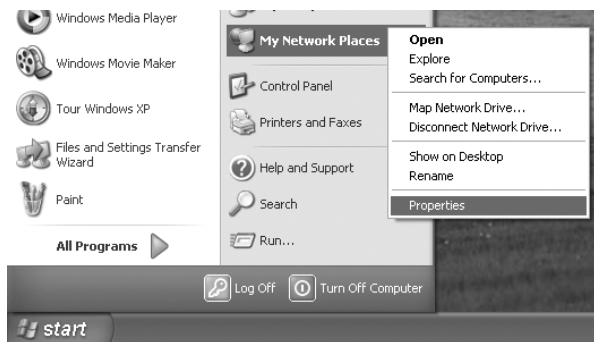 Windows Media Player
Windows Movie Maker
Tour Windows XP
Files and Settings Transfer
Wizard
Paint
All Programs
My Network Places
Control Panel
Printers and Faxes
Help and Support
Search
Run...
Open
Explore
Search for Computers...
Map Network Drive...
Disconnect Network Drive...
Show on Desktop
Rename
Properties
Log Off
Turn Off Computer
start